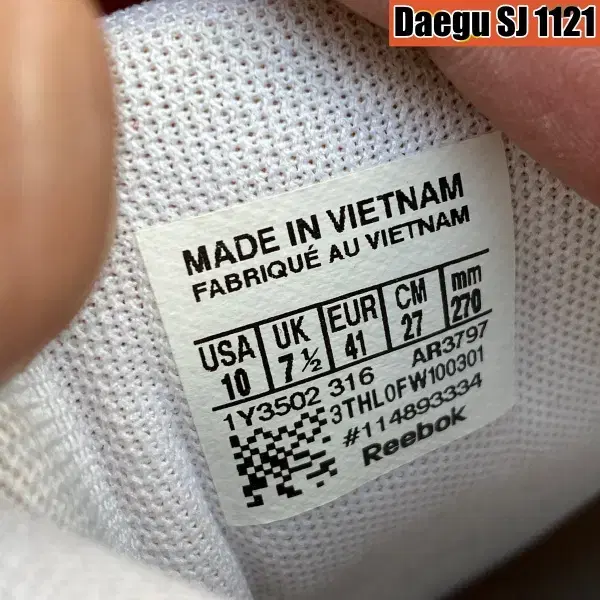 Daegu SJ 1121
MADE IN VIETNAM
FABRIQUÉ AU VIETNAM
USA UK EUR CM mm
10 7 ½ 41 27 270
1Y3502 316 AR3797
3THL0FW100301
#114893334
Reebok